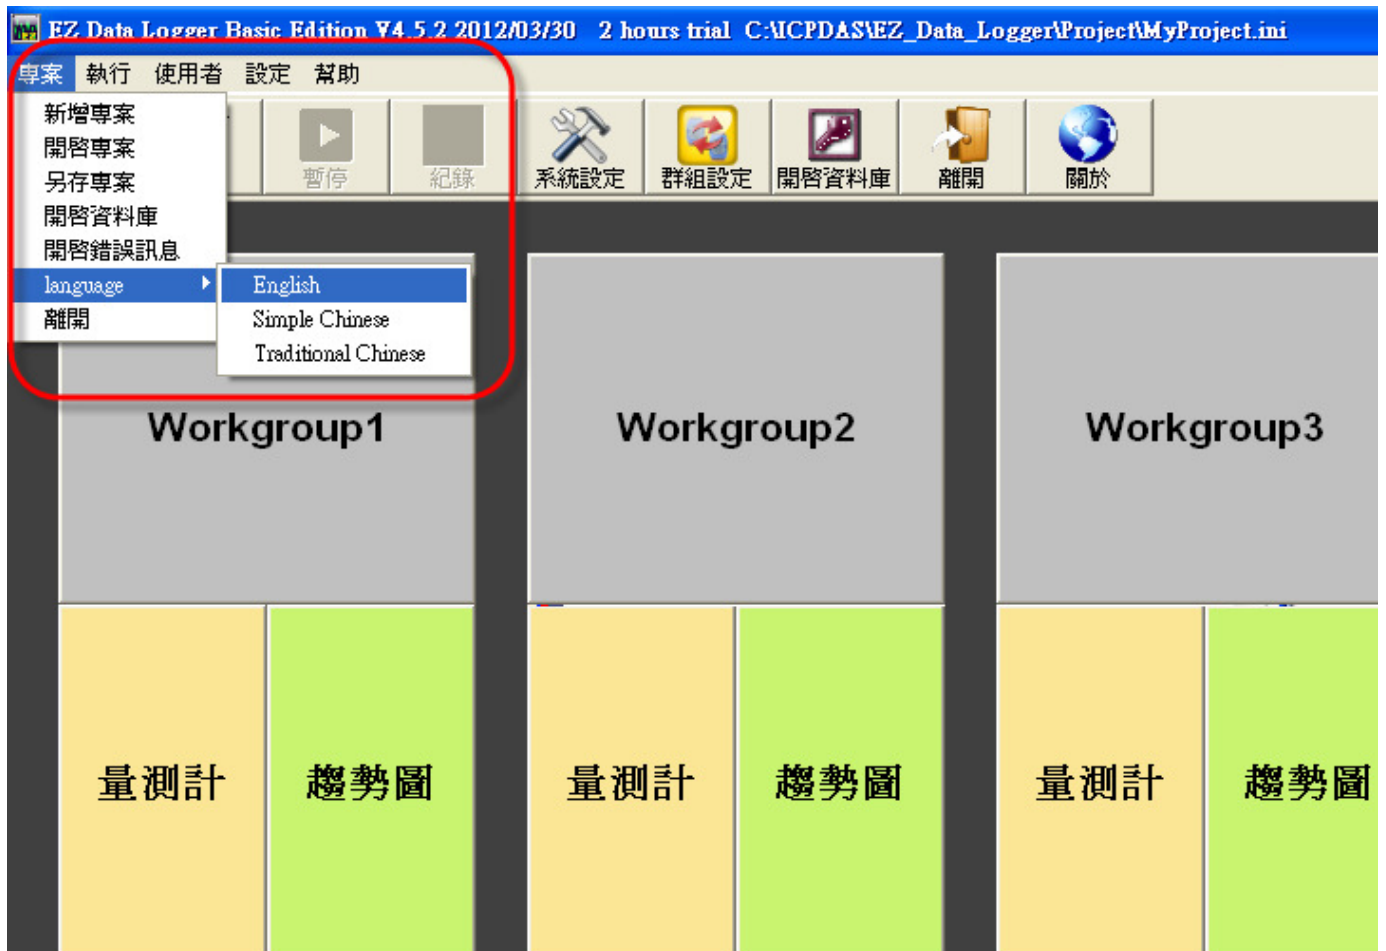 EZ Data Logger Basic Edition V4.5.2 2012/03/30 2 hours trial C:\ICPDAS\EZ_Data_Logger\Project\MyProject.ini
專案 執行 使用者 設定 幫助
新增專案
開啓專案
另存專案
開啓資料庫
開啓錯誤訊息
language
離開
English
Simple Chinese
Traditional Chinese
暫停 紀錄 系統設定 群組設定 開啓資料庫 離開 關於
Workgroup1 Workgroup2 Workgroup3
量測計 趨勢圖 量測計 趨勢圖 量測計 趨勢圖